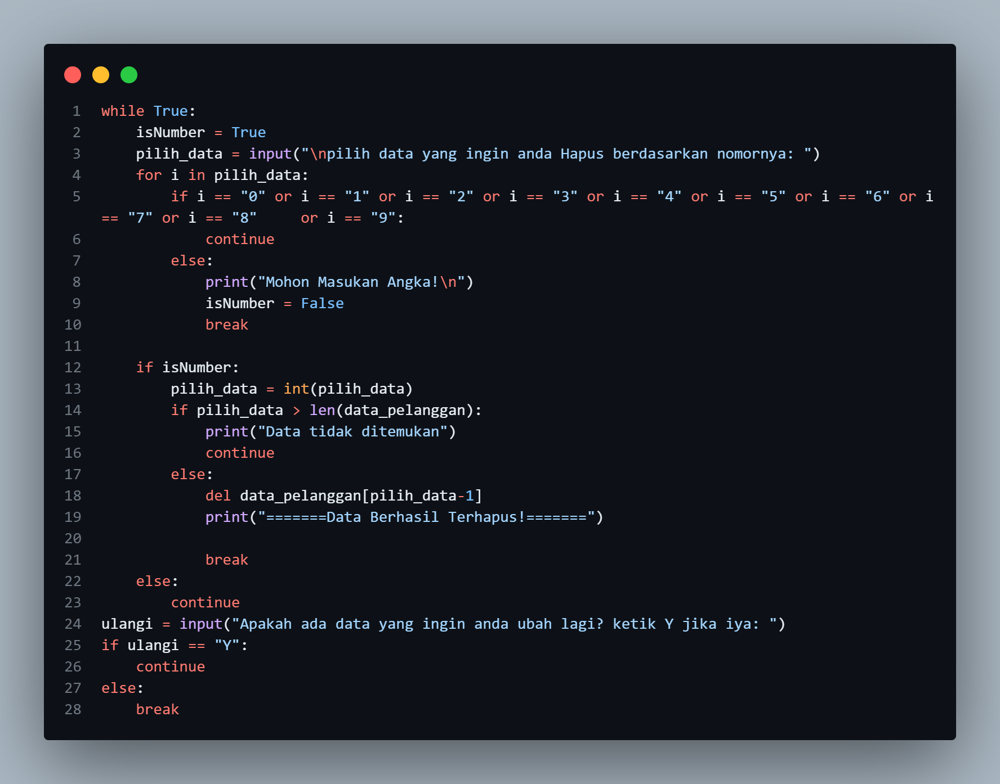 1 while True:
2     isNumber = True
3     pilih_data = input("\npilih data yang ingin anda Hapus berdasarkan nomornya: ")
4     for i in pilih_data:
5         if i == "0" or i == "1" or i == "2" or i == "3" or i == "4" or i == "5" or i == "6" or i
== "7" or i == "8"     or i == "9":
6             continue
7         else:
8             print("Mohon Masukan Angka!\n")
9             isNumber = False
10             break
11
12     if isNumber:
13         pilih_data = int(pilih_data)
14         if pilih_data > len(data_pelanggan):
15             print("Data tidak ditemukan")
16             continue
17         else:
18             del data_pelanggan[pilih_data-1]
19             print("=======Data Berhasil Terhapus!=======")
20
21             break
22     else:
23         continue
24 ulangi = input("Apakah ada data yang ingin anda ubah lagi? ketik Y jika iya: ")
25 if ulangi == "Y":
26     continue
27 else:
28     break